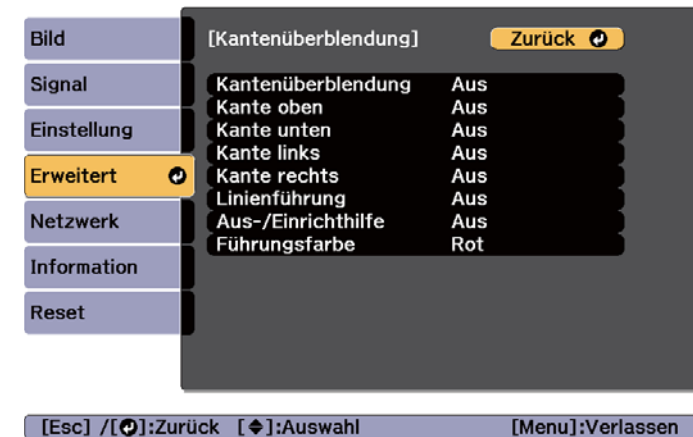 Bild
Signal
Einstellung
Erweitert
Netzwerk
Information
Reset
[Kantenüberblendung] Zurück
Kantenüberblendung Aus
Kante oben Aus
Kante unten Aus
Kante links Aus
Kante rechts Aus
Linienführung Aus
Aus-/Einrichthilfe Aus
Führungsfarbe Rot
[Esc] /[⏎]:Zurück [◆]:Auswahl [Menu]:Verlassen